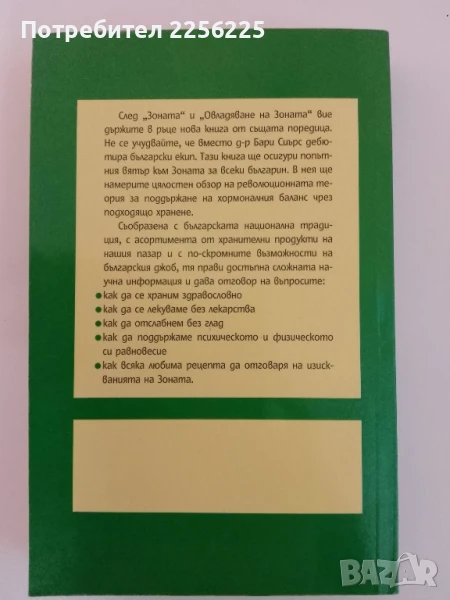 Потребител 2256225
След „Зоната“ и „Овладяване на Зоната“ вие
държите в ръце нова книга от същата поредица.
Не се учудвайте, че вместо д-р Бари Сиърс дебю-
тира български екип. Тази книга ще осигури попът-
ния вятър към Зоната за всеки българин. В нея ще
намерите цялостен обзор на революционната те-
ория за поддържане на хормоналния баланс чрез
подходящо хранене.
Съобразена с българската национална тради-
ция, с асортимента от хранителни продукти на
нашия пазар и с по-скромните възможности на
българския джоб, тя прави достъпна сложната на-
учна информация и дава отговор на въпросите:
• как да се храним здравословно
• как да се лекуваме без лекарства
• как да отслабнем без глад
• как да поддържаме психическото и физическото
си равновесие
• как всяка любима рецепта да отговаря на изиск-
ванията на Зоната.
BAZAR
bazar.bg